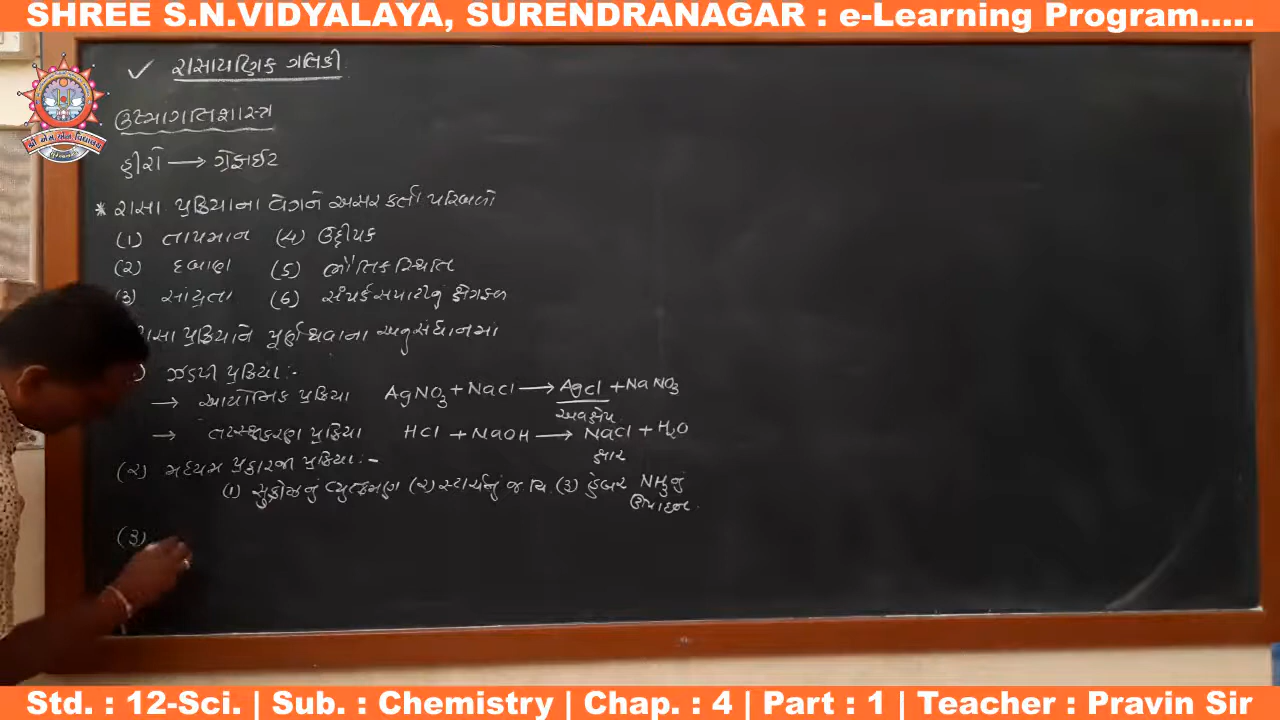 SHREE S.N.VIDYALAYA, SURENDRANAGAR : e-Learning Program.....
✓ રાસાયણિક ગતિકી
ઉષ્માગતિશાસ્ત્ર
હીરો ⟶ ગ્રેફાઈટ
* રાસા. પ્રક્રિયાના વેગને અસરકર્તા પરિબળો
(1) તાપમાન (4) ઉદ્દીપક
(2) દબાણ (5) ભૌતિક સ્થિતિ
(3) સાંદ્રતા (6) સંપર્ક સપાટીનું ક્ષેત્રફળ
રાસા પ્રક્રિયાને પૂર્ણ થવાના અનુસંધાનમાં
ઝડપી પ્રક્રિયા :-
→ આયોનિક પ્રક્રિયા AgNO3 + NaCl ⟶ AgCl + NaNO3
અવક્ષેપ
→ તટસ્થીકરણ પ્રક્રિયા HCl + NaOH ⟶ NaCl + H2O
ક્ષાર
(2) મધ્યમ પ્રકારની પ્રક્રિયા :-
(1) સુક્રોઝનું વ્યુત્ક્રમણ (2) સ્ટાર્ચનું જ.વિ. (3) હેબર NH3નું
ઉત્પાદન.
(3)
Std. : 12-Sci. | Sub. : Chemistry | Chap. : 4 | Part : 1 | Teacher : Pravin Sir